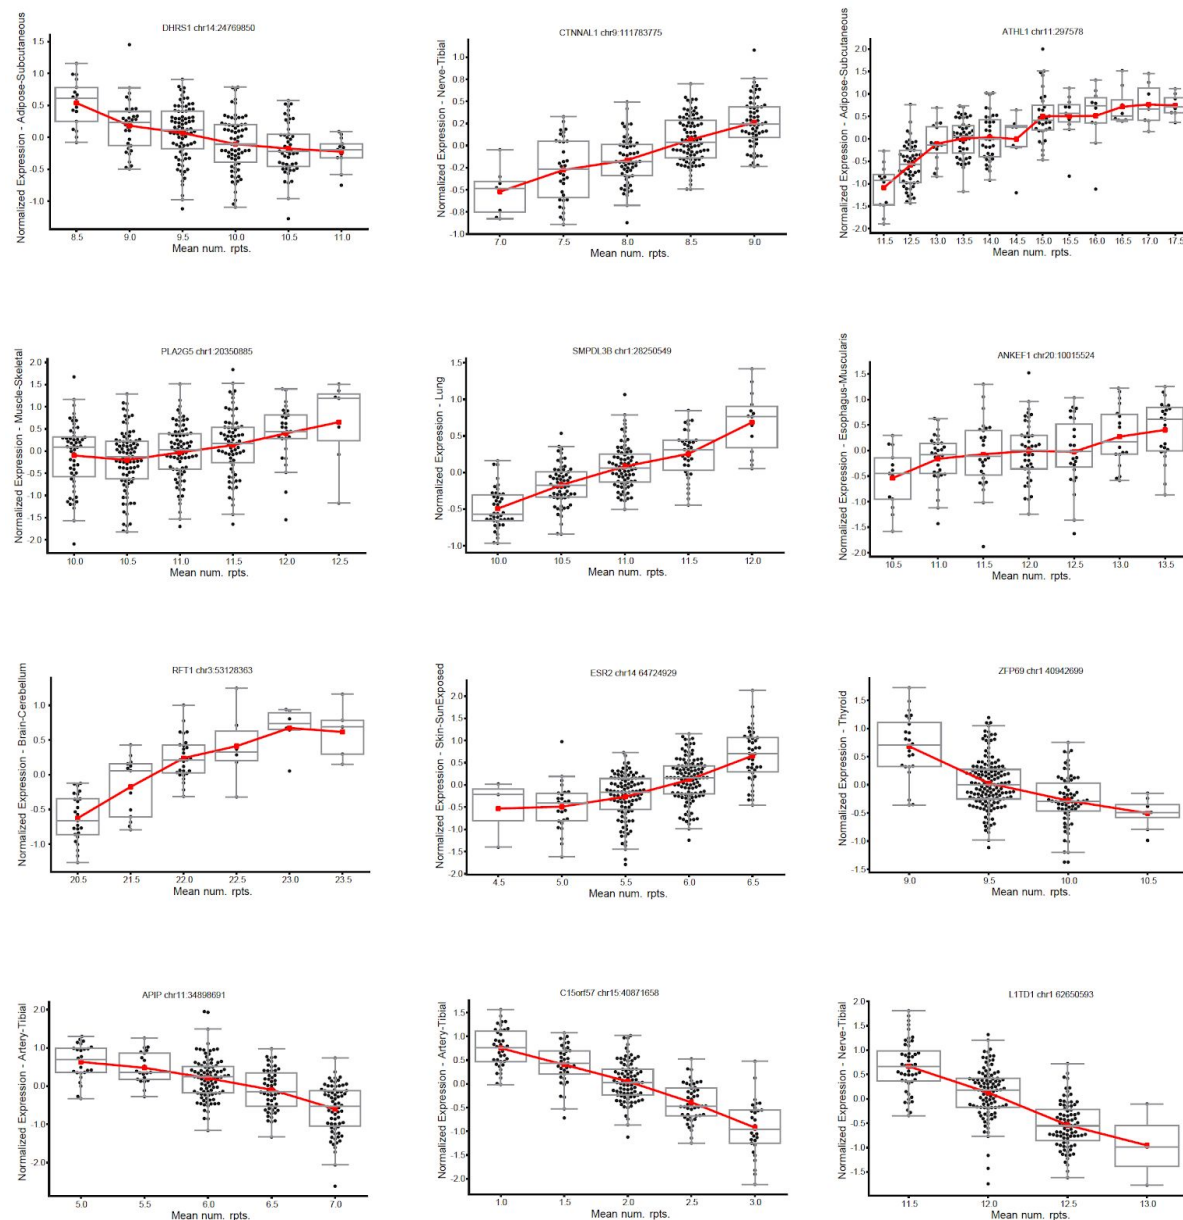 DHRS1 chr14:24769850
Normalized Expression - Adipose-Subcutaneous
1.5
1.0
0.5
0.0
-0.5
-1.0
8.5 9.0 9.5 10.0 10.5 11.0
Mean num. rpts.
CTNNAL1 chr9:111783775
Normalized Expression - Nerve-Tibial
1.0
0.8
0.5
0.2
0.0
-0.2
-0.5
-0.8
-1.0
7.0 7.5 8.0 8.5 9.0
Mean num. rpts.
ATHL1 chr11:297578
Normalized Expression - Adipose-Subcutaneous
2.0
1.5
1.0
0.5
0.0
-0.5
-1.0
-1.5
-2.0
11.5 12.5 13.0 13.5 14.0 14.5 15.0 15.5 16.0 16.5 17.0 17.5
Mean num. rpts.
PLA2G5 chr1:20350885
Normalized Expression - Muscle-Skeletal
2.0
1.5
1.0
0.5
0.0
-0.5
-1.0
-1.5
-2.0
10.0 10.5 11.0 11.5 12.0 12.5
Mean num. rpts.
SMPDL3B chr1:28250549
Normalized Expression - Lung
1.5
1.0
0.5
0.0
-0.5
-1.0
10.0 10.5 11.0 11.5 12.0
Mean num. rpts.
ANKEF1 chr20:10015524
Normalized Expression - Esophagus-Muscularis
1.5
1.0
0.5
0.0
-0.5
-1.0
-1.5
-2.0
10.5 11.0 11.5 12.0 12.5 13.0 13.5
Mean num. rpts.
RFT1 chr3:53128363
Normalized Expression - Brain-Cerebellum
1.0
0.5
0.0
-0.5
-1.0
20.5 21.5 22.0 22.5 23.0 23.5
Mean num. rpts.
ESR2 chr14:64724929
Normalized Expression - Skin-SunExposed
2.0
1.5
1.0
0.5
0.0
-0.5
-1.0
-1.5
-2.0
4.5 5.0 5.5 6.0 6.5
Mean num. rpts.
ZFP69 chr1:40942699
Normalized Expression - Thyroid
1.5
1.0
0.5
0.0
-0.5
-1.0
-1.5
9.0 9.5 10.0 10.5
Mean num. rpts.
APIP chr11:34898691
Normalized Expression - Artery-Tibial
2.0
1.0
0.0
-1.0
-2.0
5.0 5.5 6.0 6.5 7.0
Mean num. rpts.
C15orf57 chr15:40871658
Normalized Expression - Artery-Tibial
1.5
1.0
0.5
0.0
-0.5
-1.0
-1.5
-2.0
1.0 1.5 2.0 2.5 3.0
Mean num. rpts.
L1TD1 chr1:62650593
Normalized Expression - Nerve-Tibial
2.0
1.5
1.0
0.5
0.0
-0.5
-1.0
-1.5
11.5 12.0 12.5 13.0
Mean num. rpts.